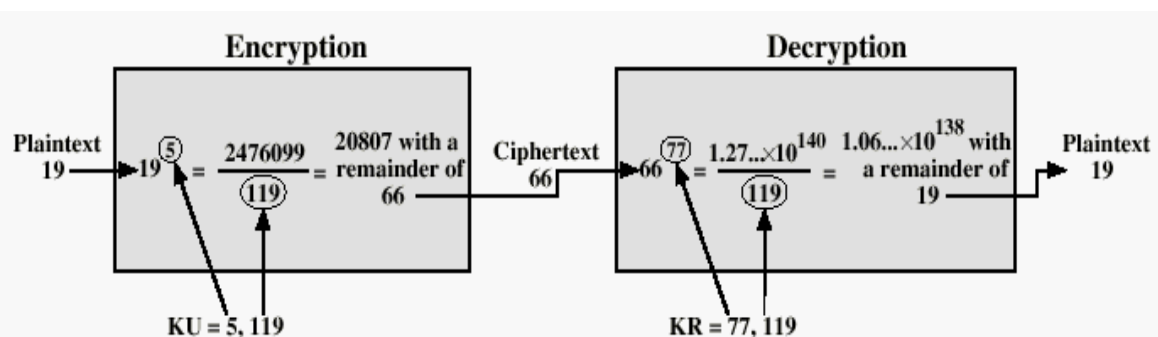 Encryption
Decryption
Plaintext
19
19^5 = 2476099 / 119 = 20807 with a
remainder of
66
Ciphertext
66
66^77 = 1.27...×10^140 / 119 = 1.06...×10^138 with
a remainder of
19
Plaintext
19
KU = 5, 119
KR = 77, 119